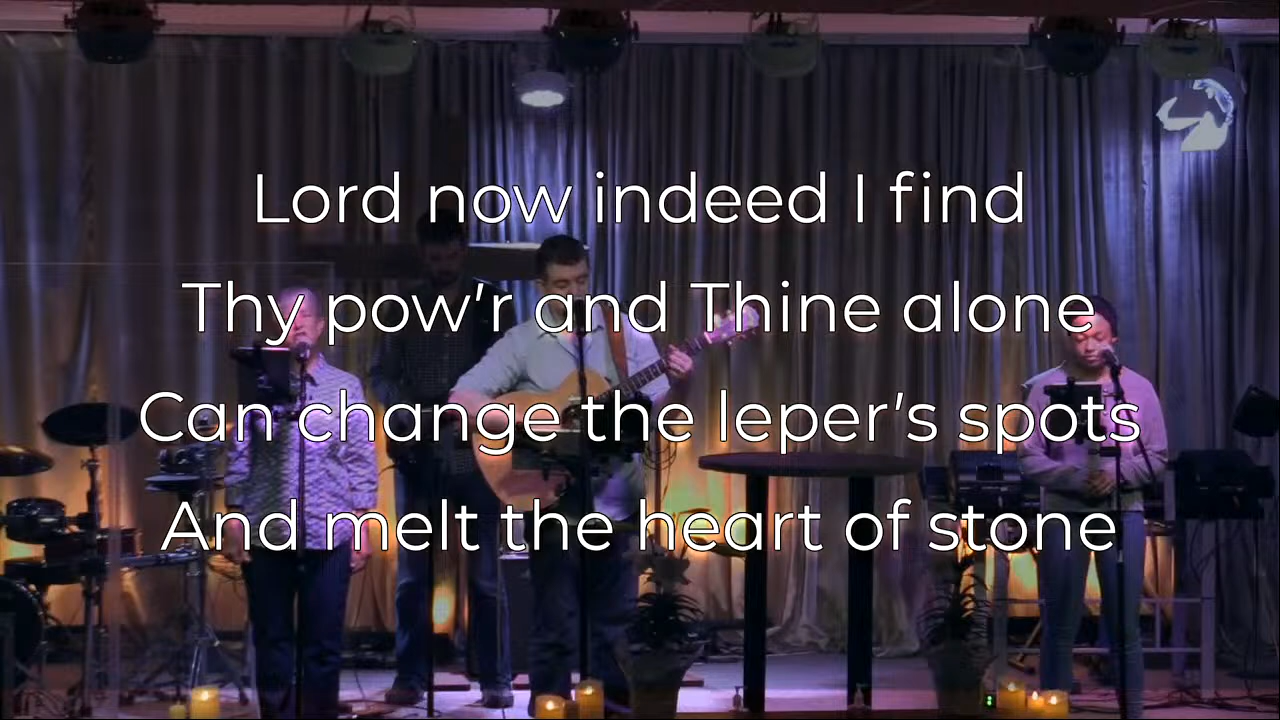 Lord now indeed I find
Thy pow'r and Thine alone
Can change the leper's spots
And melt the heart of stone